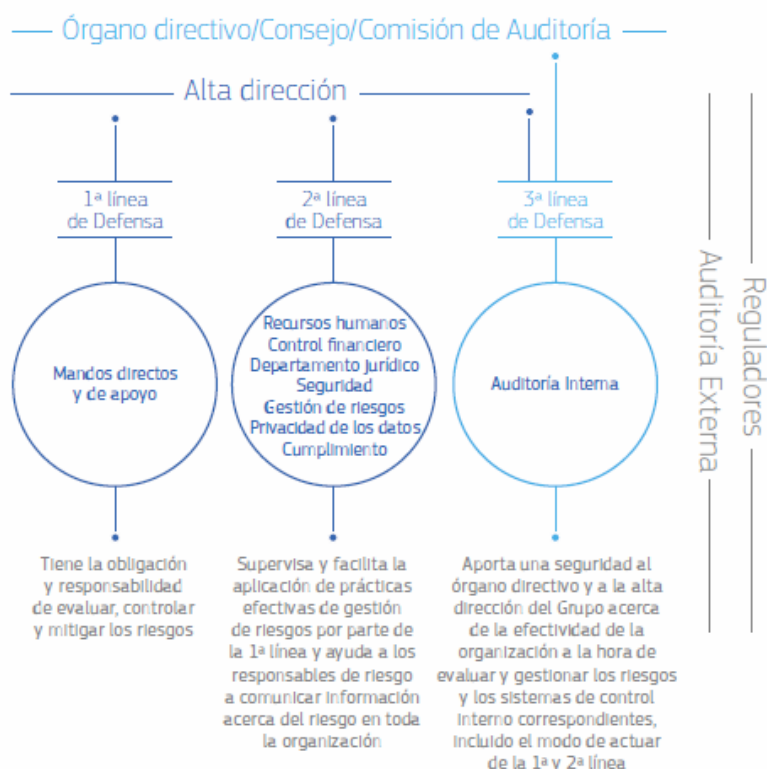 Órgano directivo/Consejo/Comisión de Auditoría
Alta dirección
1ª línea
de Defensa
Mandos directos
y de apoyo
Tiene la obligación
y responsabilidad
de evaluar, controlar
y mitigar los riesgos
2ª línea
de Defensa
Recursos humanos
Control financiero
Departamento jurídico
Seguridad
Gestión de riesgos
Privacidad de los datos
Cumplimiento
Supervisa y facilita la
aplicación de prácticas
efectivas de gestión
de riesgos por parte de
la 1ª línea y ayuda a los
responsables de riesgo
a comunicar información
acerca del riesgo en toda
la organización
3ª línea
de Defensa
Auditoría Interna
Aporta una seguridad al
órgano directivo y a la alta
dirección del Grupo acerca
de la efectividad de la
organización a la hora de
evaluar y gestionar los riesgos
y los sistemas de control
interno correspondientes,
incluido el modo de actuar
de la 1ª y 2ª línea
Auditoría Externa
Reguladores